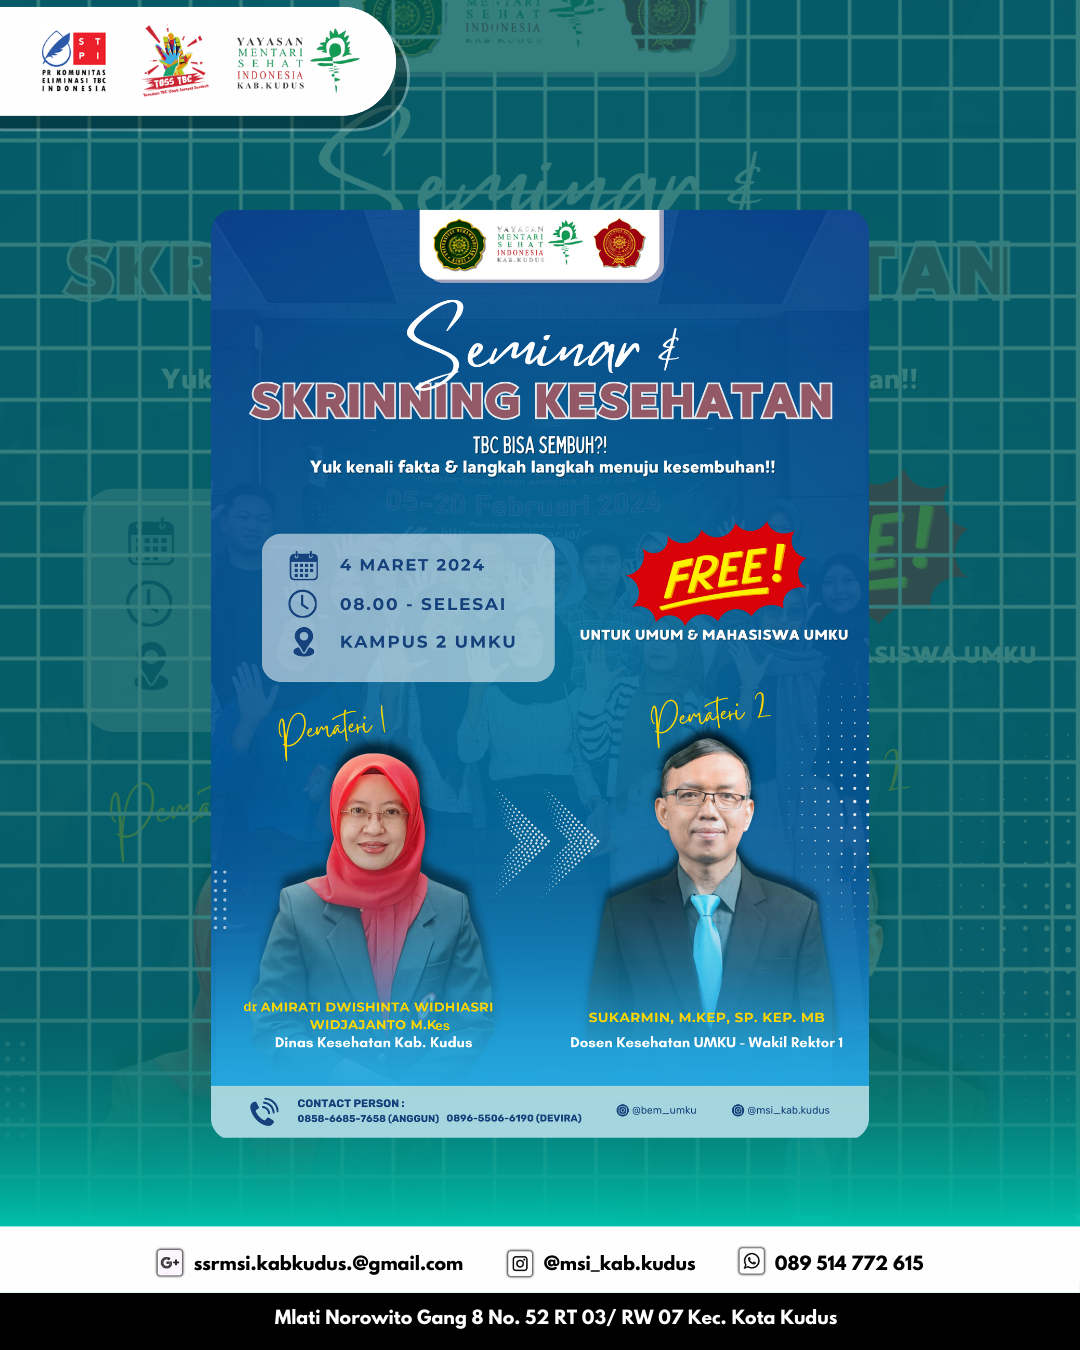 S T
P I
PR KOMUNITAS
ELIMINASI TBC
INDONESIA
TOSS TBC
YAYASAN
MENTARI
SEHAT
INDONESIA
KAB.KUDUS
YAYASAN
MENTARI
SEHAT
INDONESIA
KAB.KUDUS
Seminar &
SKRINNING KESEHATAN
TBC BISA SEMBUH?!
Yuk kenali fakta & langkah langkah menuju kesembuhan!!
05-20 Februari 2024
4 MARET 2024
08.00 - SELESAI
KAMPUS 2 UMKU
FREE!
UNTUK UMUM & MAHASISWA UMKU
Pemateri 1
Pemateri 2
dr AMIRATI DWISHINTA WIDHIASRI
WIDJAJANTO M.Kes
Dinas Kesehatan Kab. Kudus
SUKARMIN, M.KEP, SP. KEP. MB
Dosen Kesehatan UMKU - Wakil Rektor 1
CONTACT PERSON :
0858-6685-7658 (ANGGUN) 0896-5506-6190 (DEVIRA)
@bem_umku
@msi_kab.kudus
ssrmsi.kabkudus.@gmail.com
@msi_kab.kudus
089 514 772 615
Mlati Norowito Gang 8 No. 52 RT 03/ RW 07 Kec. Kota Kudus